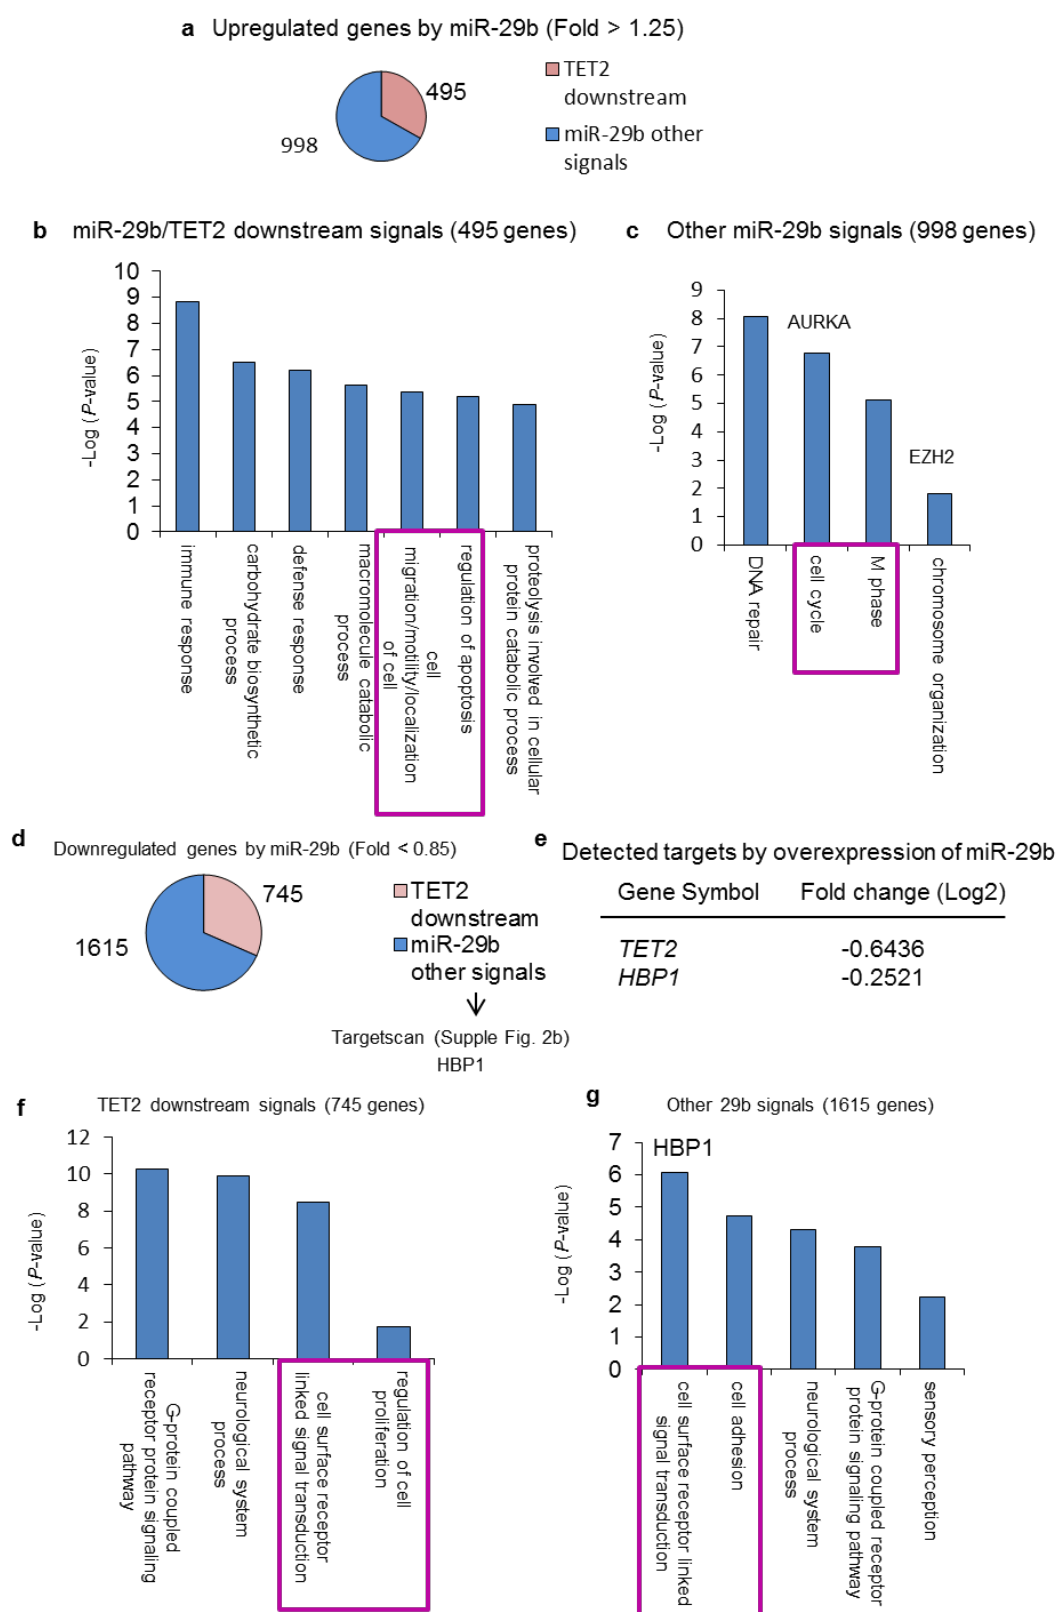 a Upregulated genes by miR-29b (Fold > 1.25)
495
998
TET2
downstream
miR-29b other
signals
b miR-29b/TET2 downstream signals (495 genes)
10
9
8
7
6
5
4
3
2
1
0
-Log (P-value)
immune response
carbohydrate biosynthetic
process
defense response
macromolecule catabolic
process
cell
migration/motility/localization
of cell
regulation of apoptosis
proteolysis involved in cellular
protein catabolic process
c Other miR-29b signals (998 genes)
9
8
7
6
5
4
3
2
1
0
-Log (P-value)
AURKA
EZH2
DNA repair
cell cycle
M phase
chromosome organization
d Downregulated genes by miR-29b (Fold < 0.85)
745
1615
TET2
downstream
miR-29b
other signals
Targetscan (Supple Fig. 2b)
HBP1
e Detected targets by overexpression of miR-29b
Gene Symbol Fold change (Log2)
TET2 -0.6436
HBP1 -0.2521
f TET2 downstream signals (745 genes)
12
10
8
6
4
2
0
-Log (P-value)
G-protein coupled
receptor protein signaling
pathway
neurological system
process
cell surface receptor
linked signal transduction
regulation of cell
proliferation
g Other 29b signals (1615 genes)
7
6
5
4
3
2
1
0
-Log (P-value)
HBP1
cell surface receptor linked
signal transduction
cell adhesion
neurological system
process
G-protein coupled receptor
protein signaling pathway
sensory perception